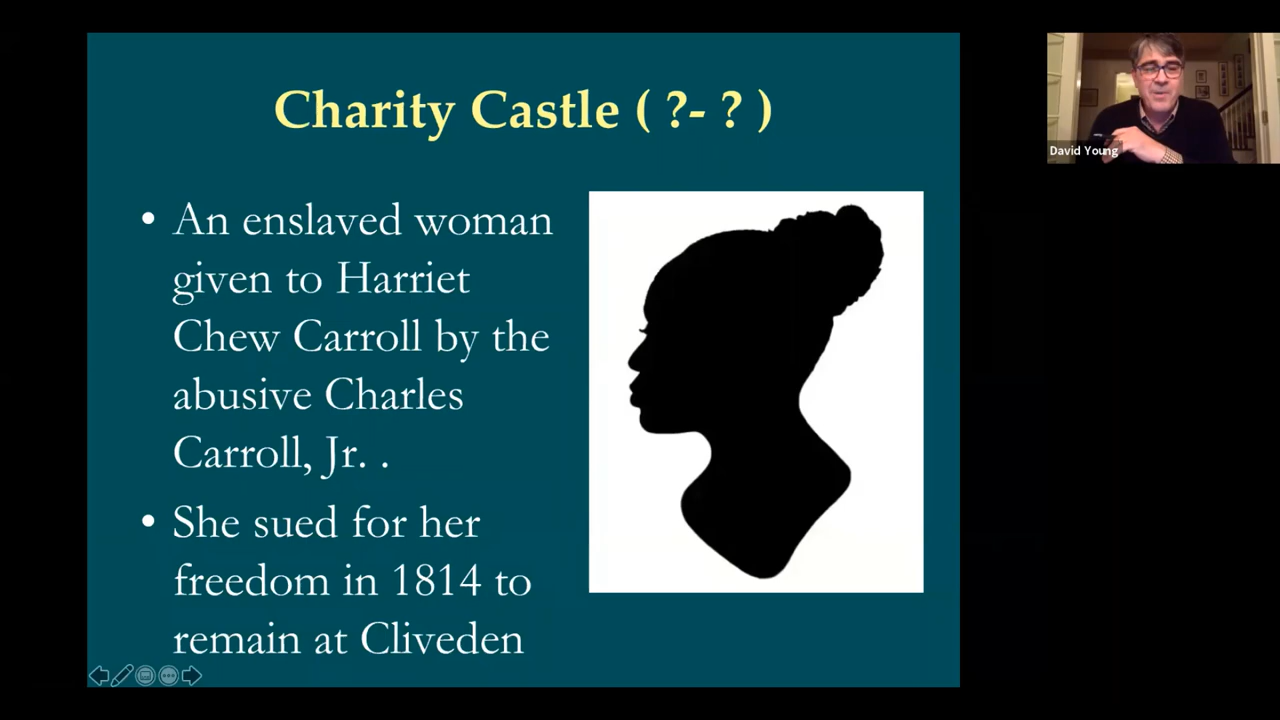 Charity Castle ( ?- ? )
• An enslaved woman
given to Harriet
Chew Carroll by the
abusive Charles
Carroll, Jr. .
• She sued for her
freedom in 1814 to
remain at Cliveden
David Young